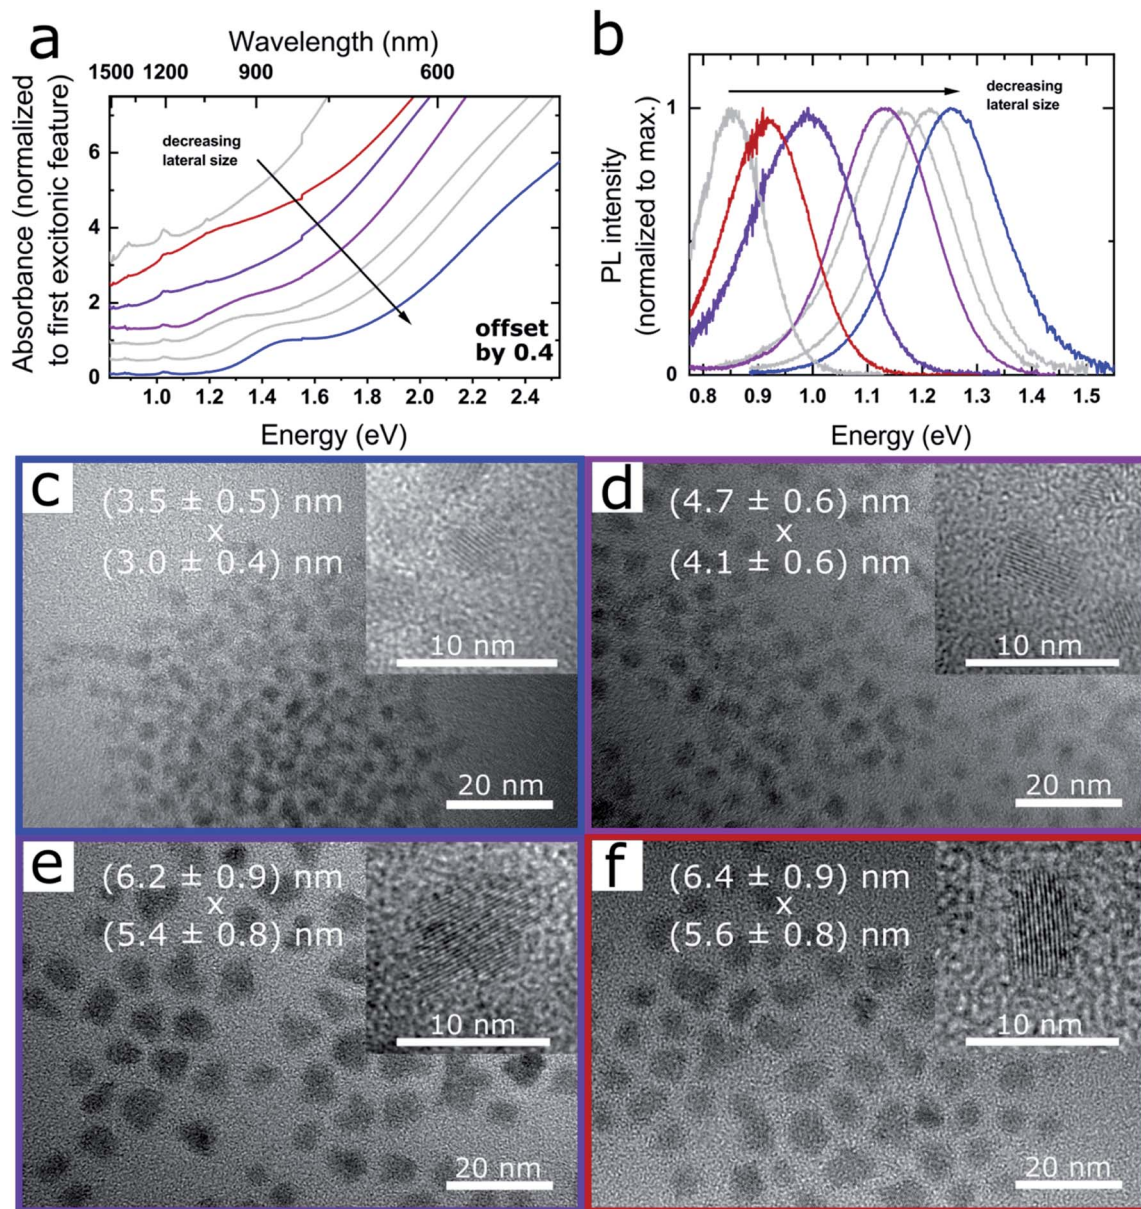 a
Wavelength (nm)
1500 1200 900 600
Absorbance (normalized
to first excitonic feature)
6
4
2
0
decreasing
lateral size
offset
by 0.4
1.0 1.2 1.4 1.6 1.8 2.0 2.2 2.4
Energy (eV)
b
PL intensity
(normalized to max.)
1
0
decreasing
lateral size
0.8 0.9 1.0 1.1 1.2 1.3 1.4 1.5
Energy (eV)
c
(3.5 ± 0.5) nm
x
(3.0 ± 0.4) nm
10 nm
20 nm
d
(4.7 ± 0.6) nm
x
(4.1 ± 0.6) nm
10 nm
20 nm
e
(6.2 ± 0.9) nm
x
(5.4 ± 0.8) nm
10 nm
20 nm
f
(6.4 ± 0.9) nm
x
(5.6 ± 0.8) nm
10 nm
20 nm